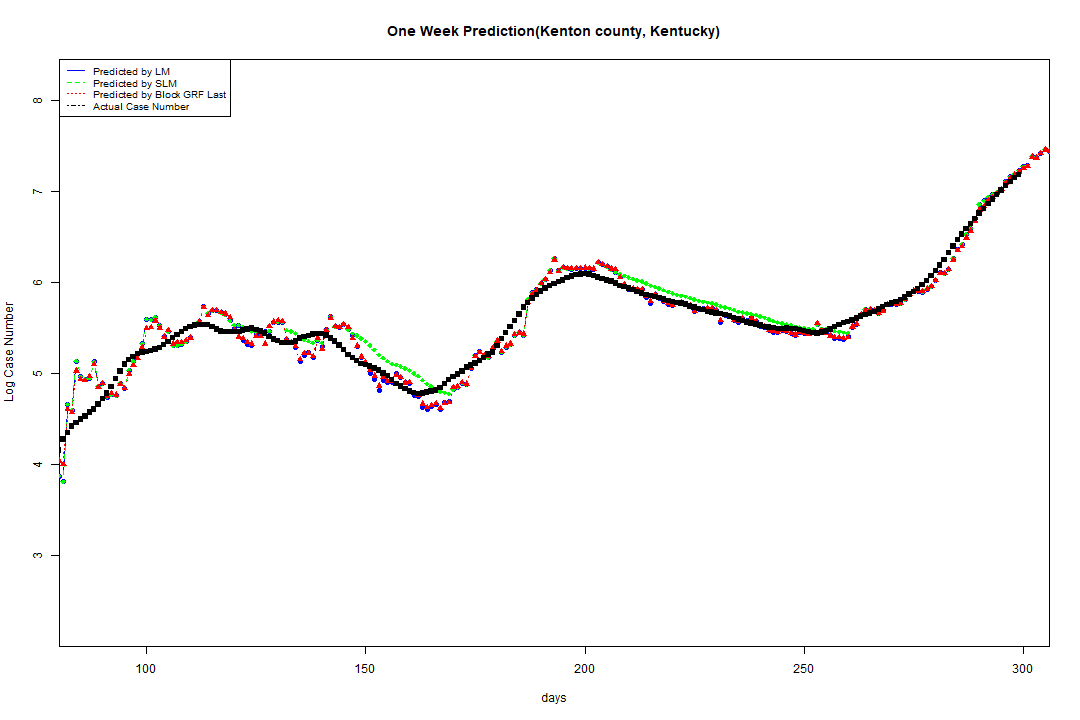 One Week Prediction(Kenton county, Kentucky)
Predicted by LM
Predicted by SLM
Predicted by Block GRF Last
Actual Case Number
8
7
6
5
4
3
Log Case Number
100 150 200 250 300
days